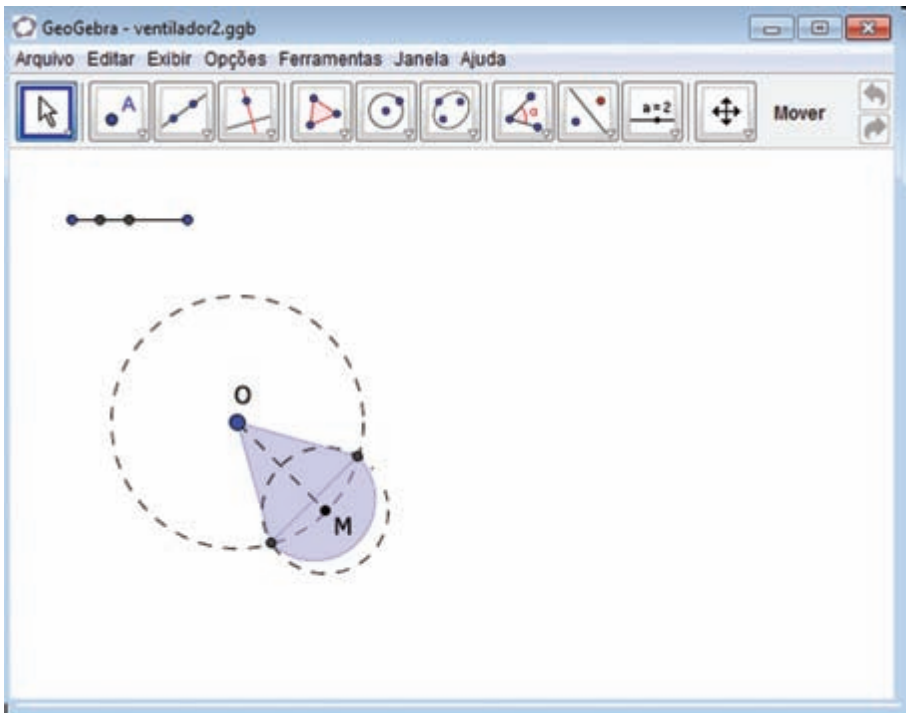 GeoGebra - ventilador2.ggb
Arquivo Editar Exibir Opções Ferramentas Janela Ajuda
A
α
a=2
Mover
O
M